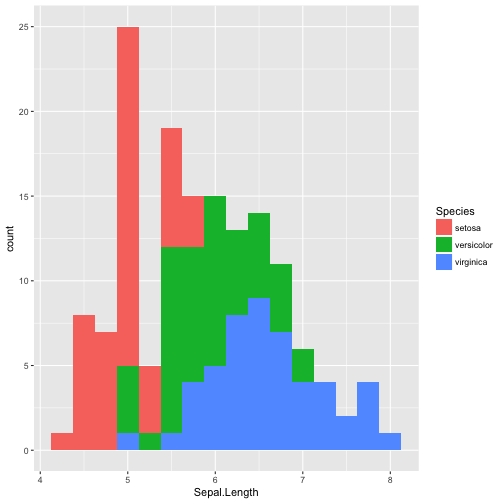 25
20
15
10
5
0
count
4 5 6 7 8
Sepal.Length
Species
setosa
versicolor
virginica